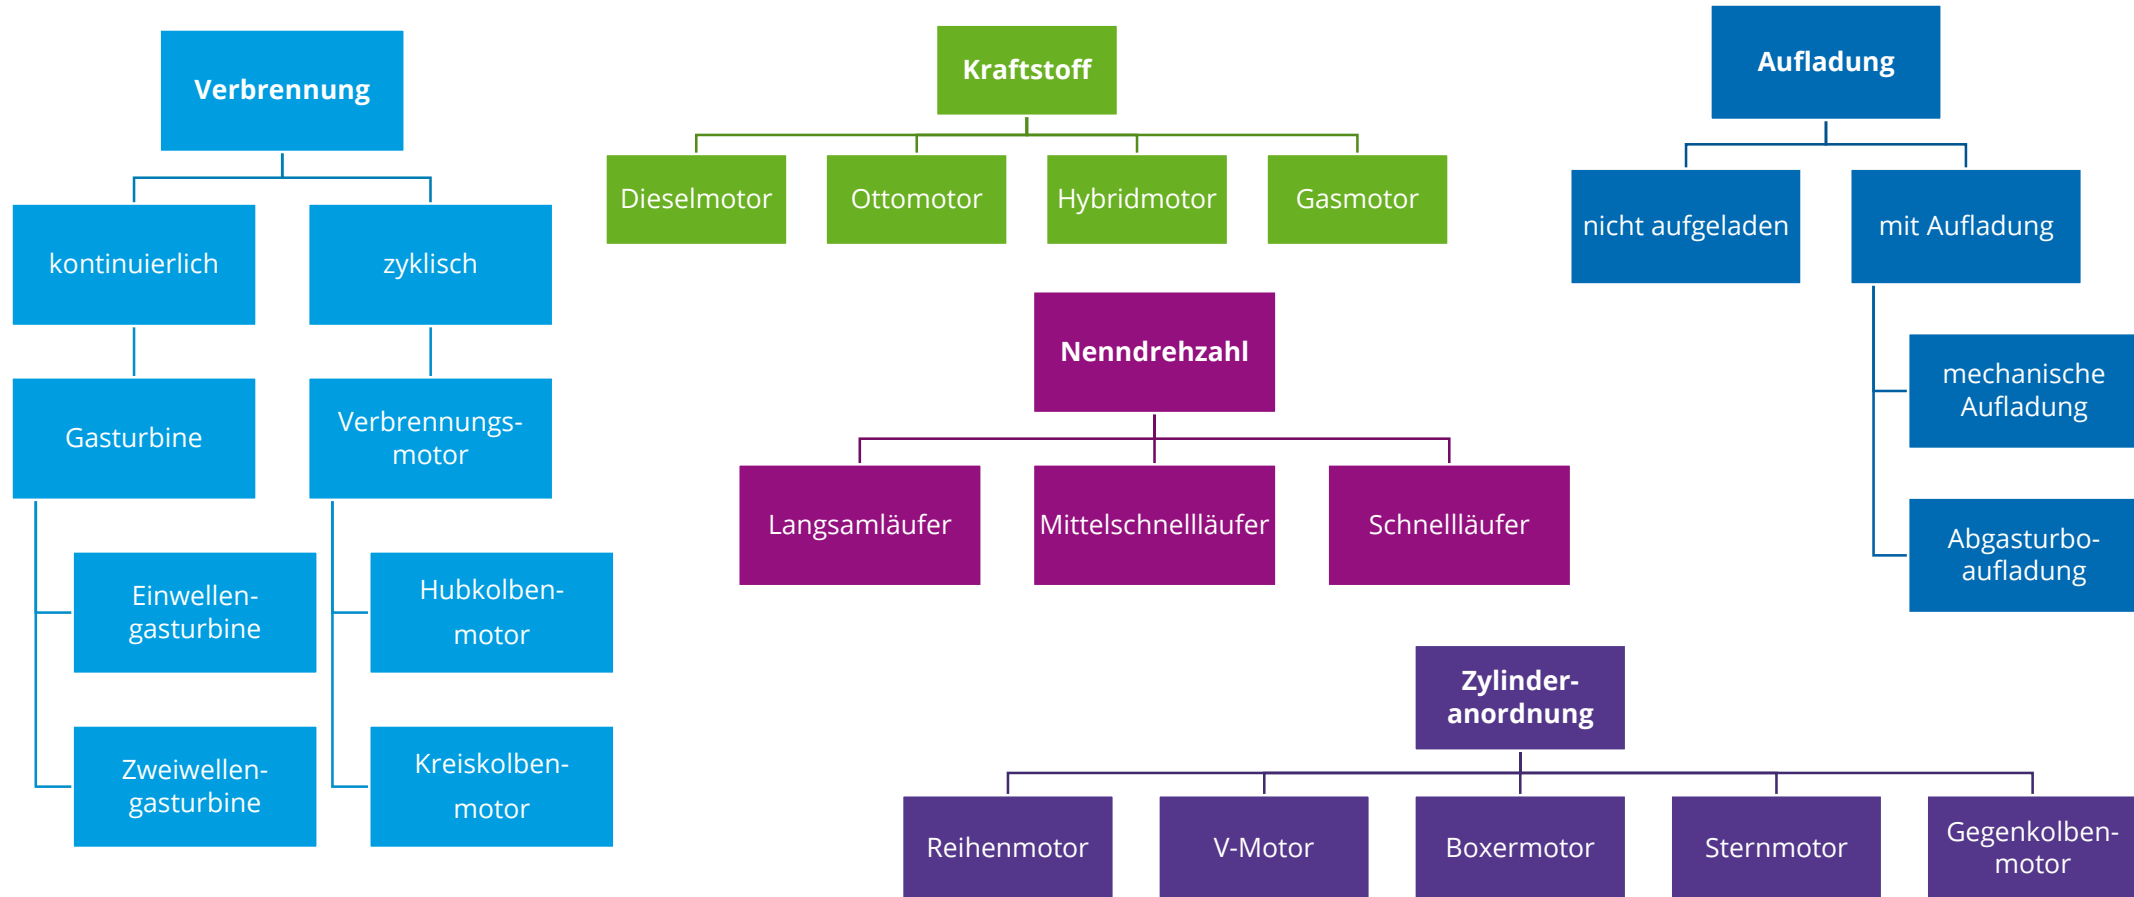 Verbrennung
kontinuierlich
zyklisch
Gasturbine
Verbrennungs-
motor
Einwellen-
gasturbine
Hubkolben-
motor
Zweiwellen-
gasturbine
Kreiskolben-
motor
Kraftstoff
Dieselmotor
Ottomotor
Hybridmotor
Gasmotor
Nenndrehzahl
Langsamläufer
Mittelschnellläufer
Schnellläufer
Aufladung
nicht aufgeladen
mit Aufladung
mechanische
Aufladung
Abgasturbo-
aufladung
Zylinder-
anordnung
Reihenmotor
V-Motor
Boxermotor
Sternmotor
Gegenkolben-
motor